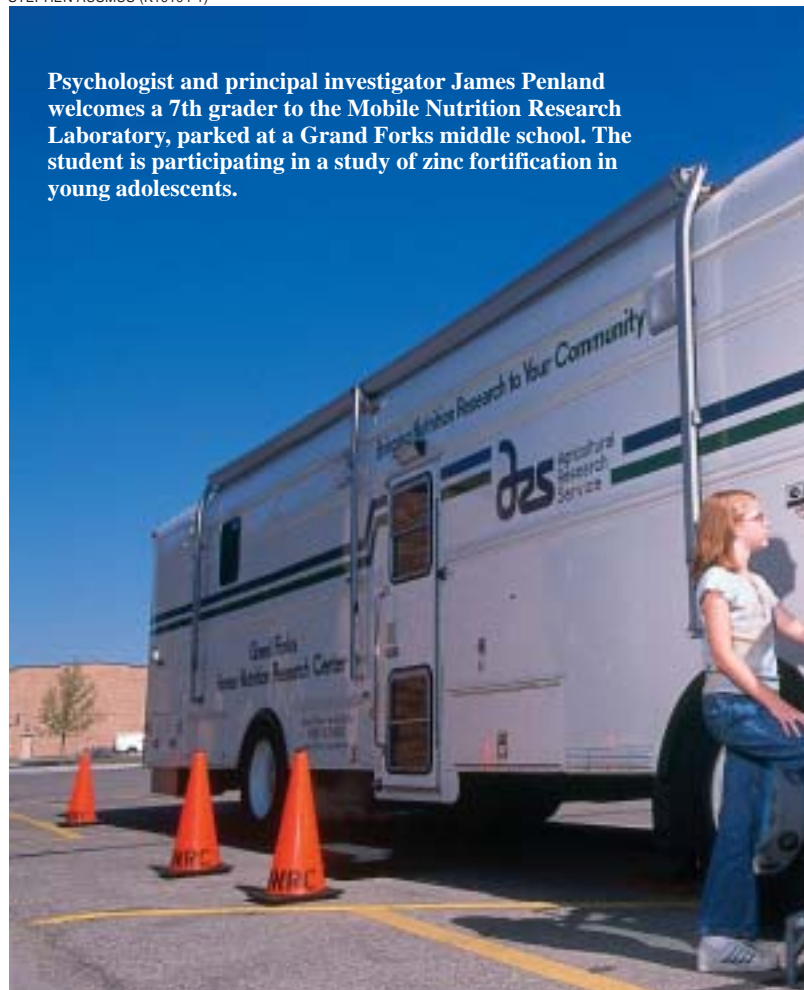 Psychologist and principal investigator James Penland
welcomes a 7th grader to the Mobile Nutrition Research
Laboratory, parked at a Grand Forks middle school. The
student is participating in a study of zinc fortification in
young adolescents.
Bringing Nutrition Research to Your Community
ars
Agricultural
Research
Service
Grand Forks
Human Nutrition Research Center
NRC
NRC